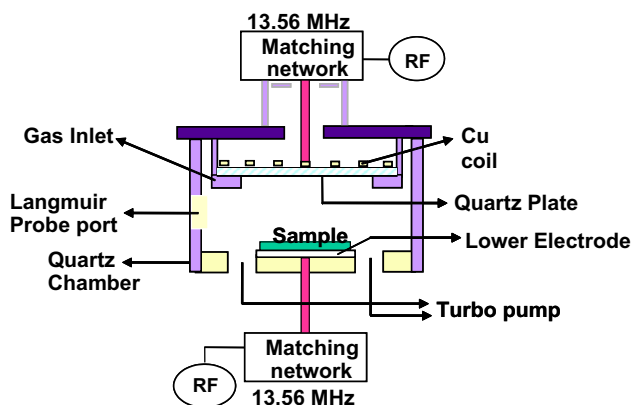 13.56 MHz
Matching
network
RF
Gas Inlet
Cu
coil
Langmuir
Probe port
Quartz Plate
Sample
Lower Electrode
Quartz
Chamber
Turbo pump
Matching
network
RF
13.56 MHz